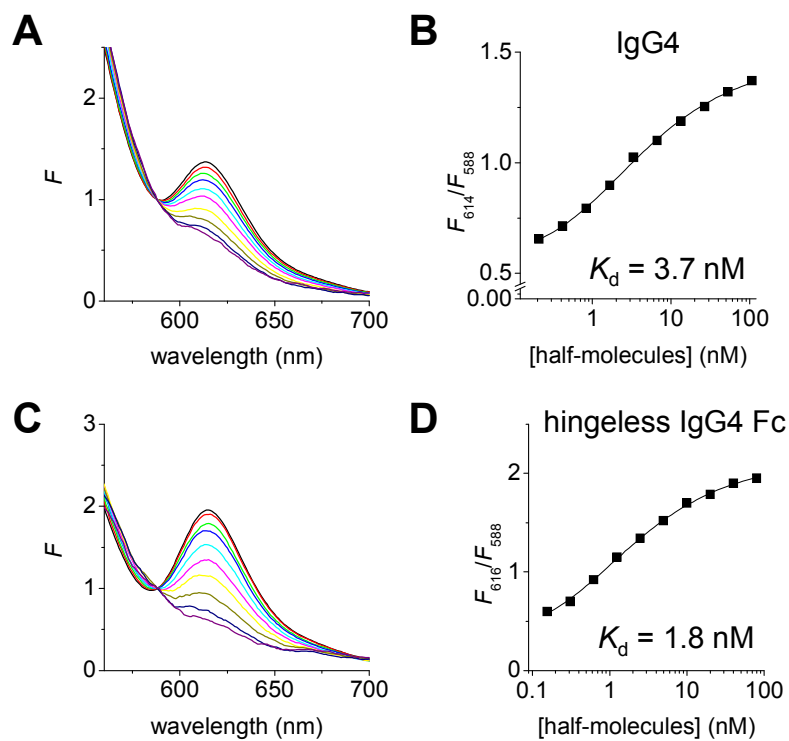 A
F
2
1
0
600
650
700
wavelength (nm)
B
IgG4
F614/F588
1.5
1.0
0.5
0.00
Kd = 3.7 nM
1
10
100
[half-molecules] (nM)
C
F
3
2
1
0
600
650
700
wavelength (nm)
D
hingeless IgG4 Fc
F616/F588
2
1
0
Kd = 1.8 nM
0.1
1
10
100
[half-molecules] (nM)